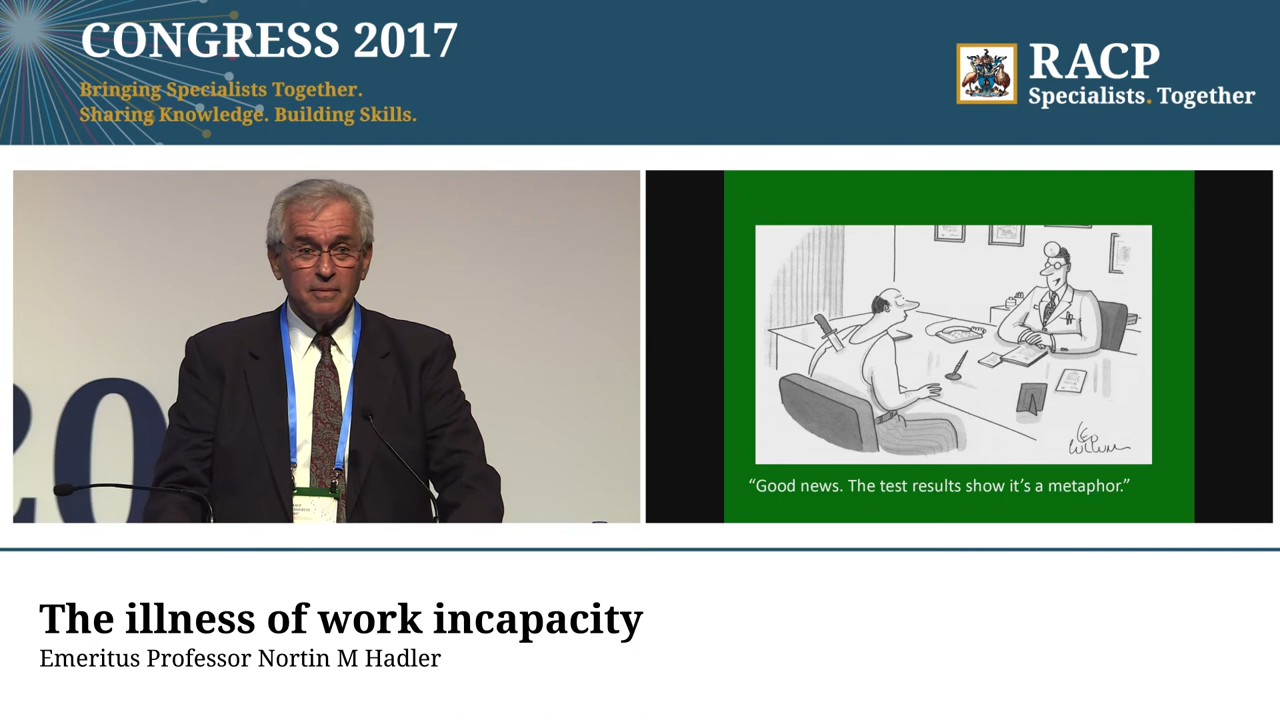 CONGRESS 2017
Bringing Specialists Together.
Sharing Knowledge. Building Skills.
RACP
Specialists. Together
20
“Good news. The test results show it’s a metaphor.”
The illness of work incapacity
Emeritus Professor Nortin M Hadler